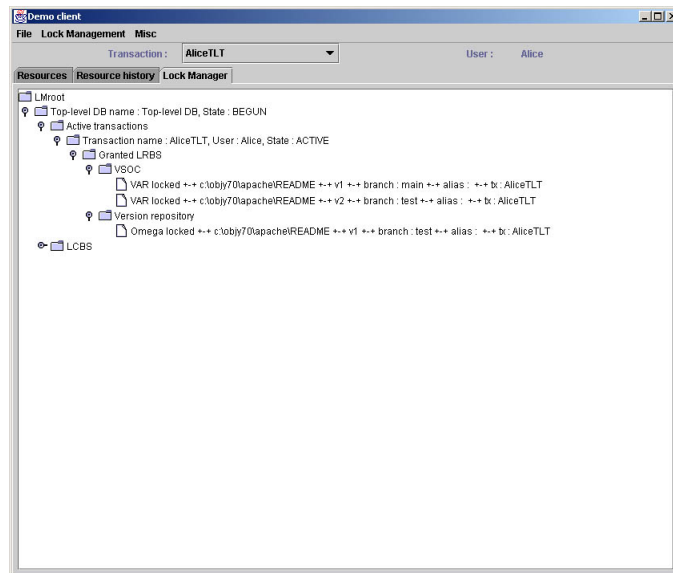 Demo client
File Lock Management Misc
Transaction : AliceTLT User : Alice
Resources Resource history Lock Manager
LMroot
Top-level DB name : Top-level DB, State : BEGUN
Active transactions
Transaction name : AliceTLT, User : Alice, State : ACTIVE
Granted LRBS
VSOC
VAR locked +-+ c:\objy70\apache\README +-+ v1 +-+ branch : main +-+ alias : +-+ tx : AliceTLT
VAR locked +-+ c:\objy70\apache\README +-+ v2 +-+ branch : test +-+ alias : +-+ tx : AliceTLT
Version repository
Omega locked +-+ c:\objy70\apache\README +-+ v1 +-+ branch : test +-+ alias : +-+ tx : AliceTLT
LCBS